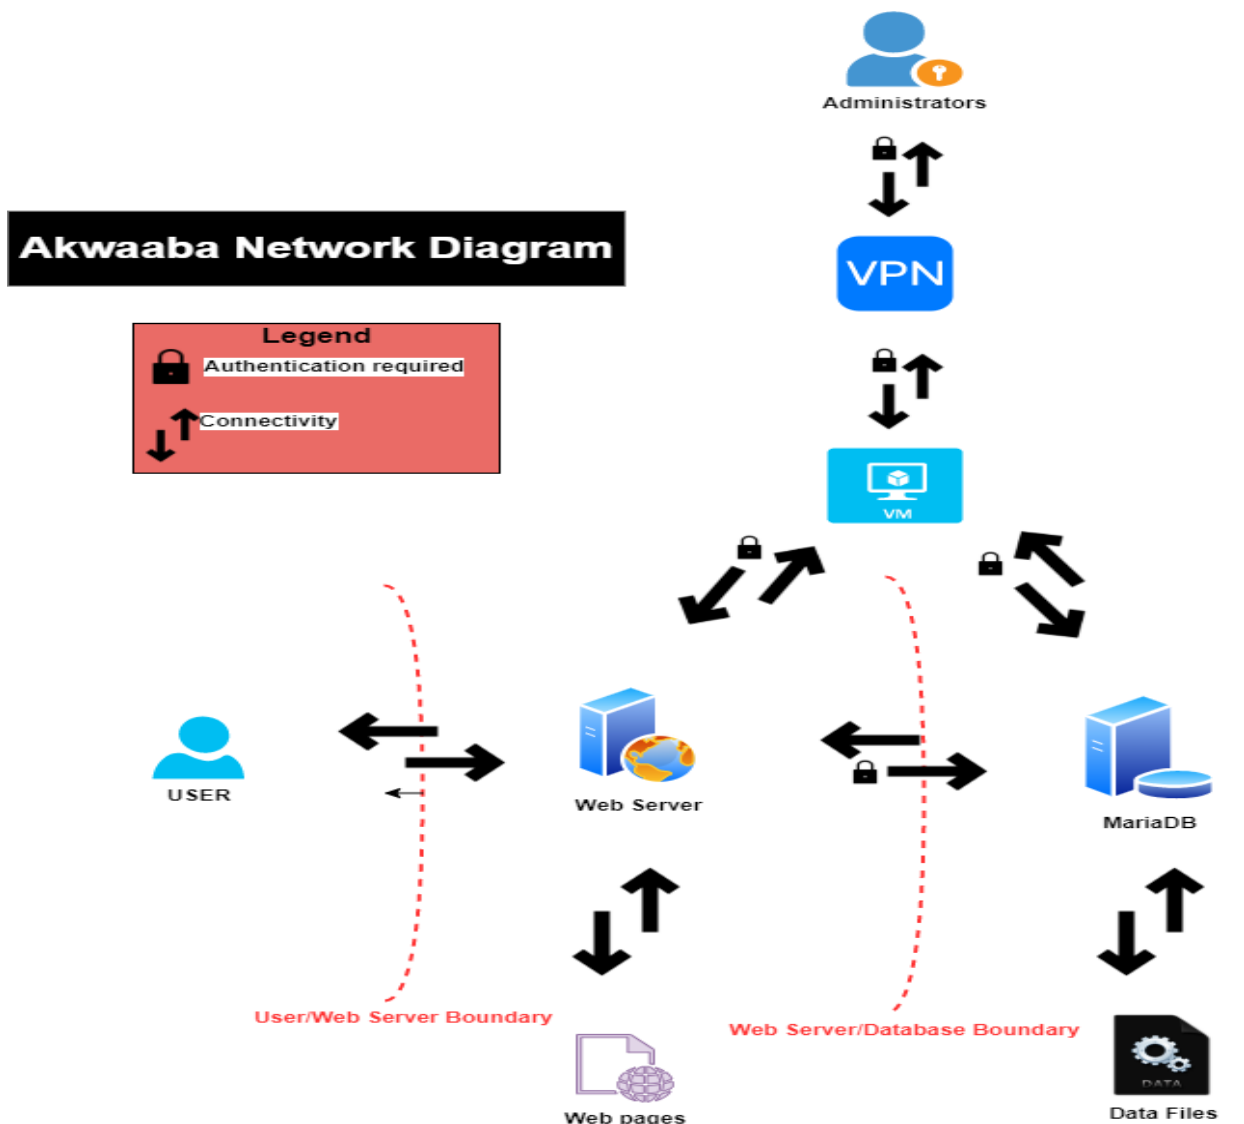 Administrators
Akwaaba Network Diagram
VPN
Legend
Authentication required
Connectivity
VM
USER
Web Server
MariaDB
User/Web Server Boundary
Web Server/Database Boundary
DATA
Web pages
Data Files